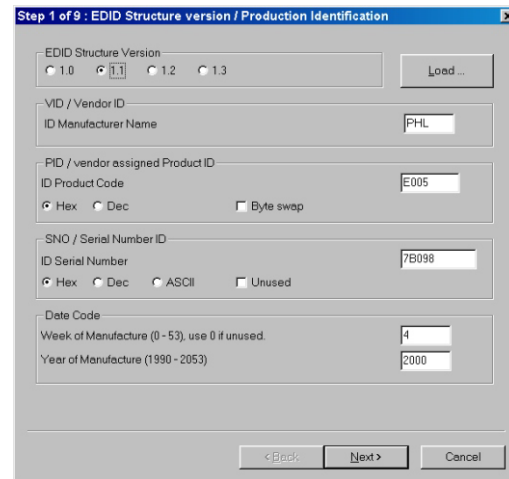 Step 1 of 9 : EDID Structure version / Production Identification
EDID Structure Version
1.0 1.1 1.2 1.3
Load ...
VID / Vendor ID
ID Manufacturer Name PHL
PID / vendor assigned Product ID
ID Product Code E005
Hex Dec Byte swap
SNO / Serial Number ID
ID Serial Number 7B098
Hex Dec ASCII Unused
Date Code
Week of Manufacture (0 - 53), use 0 if unused. 4
Year of Manufacture (1990 - 2053) 2000
< Back Next > Cancel